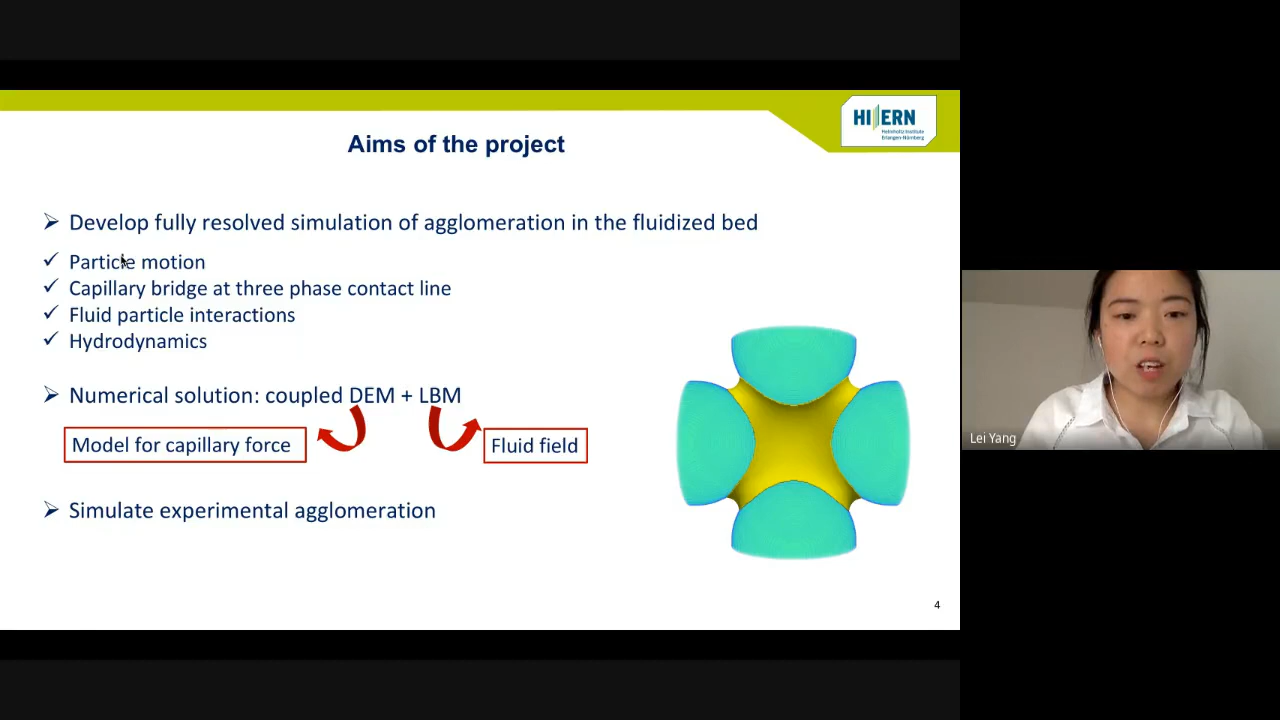 HI ERN
Helmholtz Institute
Erlangen-Nürnberg
Aims of the project
Develop fully resolved simulation of agglomeration in the fluidized bed
Particle motion
Capillary bridge at three phase contact line
Fluid particle interactions
Hydrodynamics
Numerical solution: coupled DEM + LBM
Model for capillary force
Fluid field
Simulate experimental agglomeration
4
Lei Yang